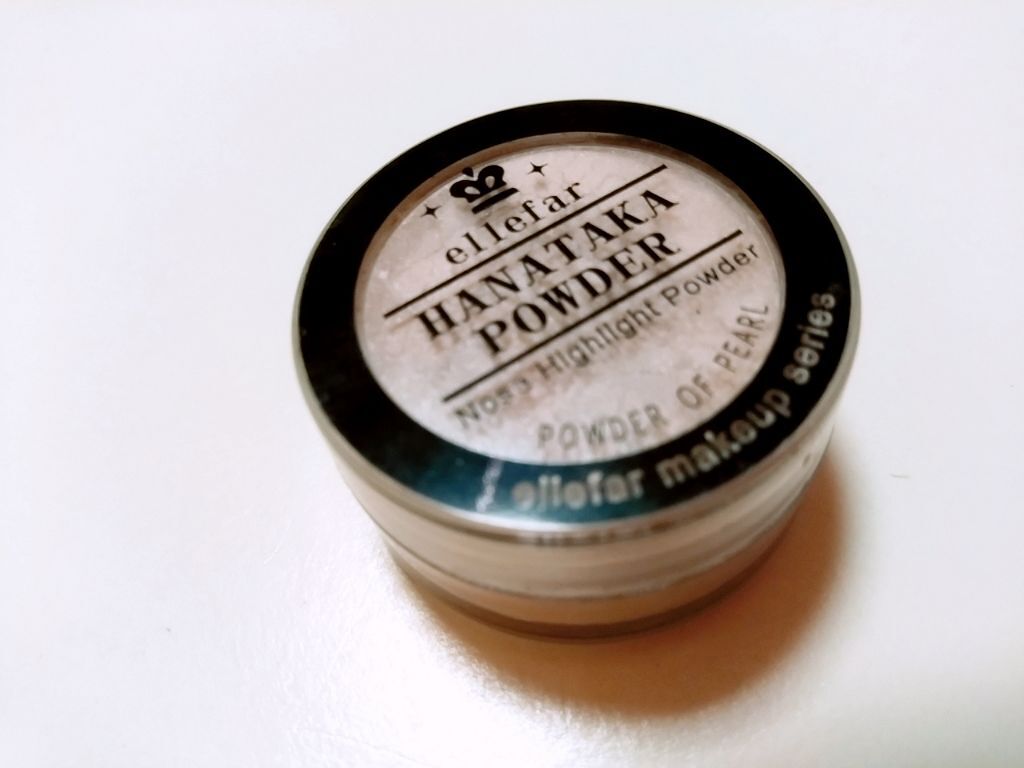 ellefar
HANATAKA
POWDER
Nose Highlight Powder
POWDER OF PEARL
ellefar makeup series